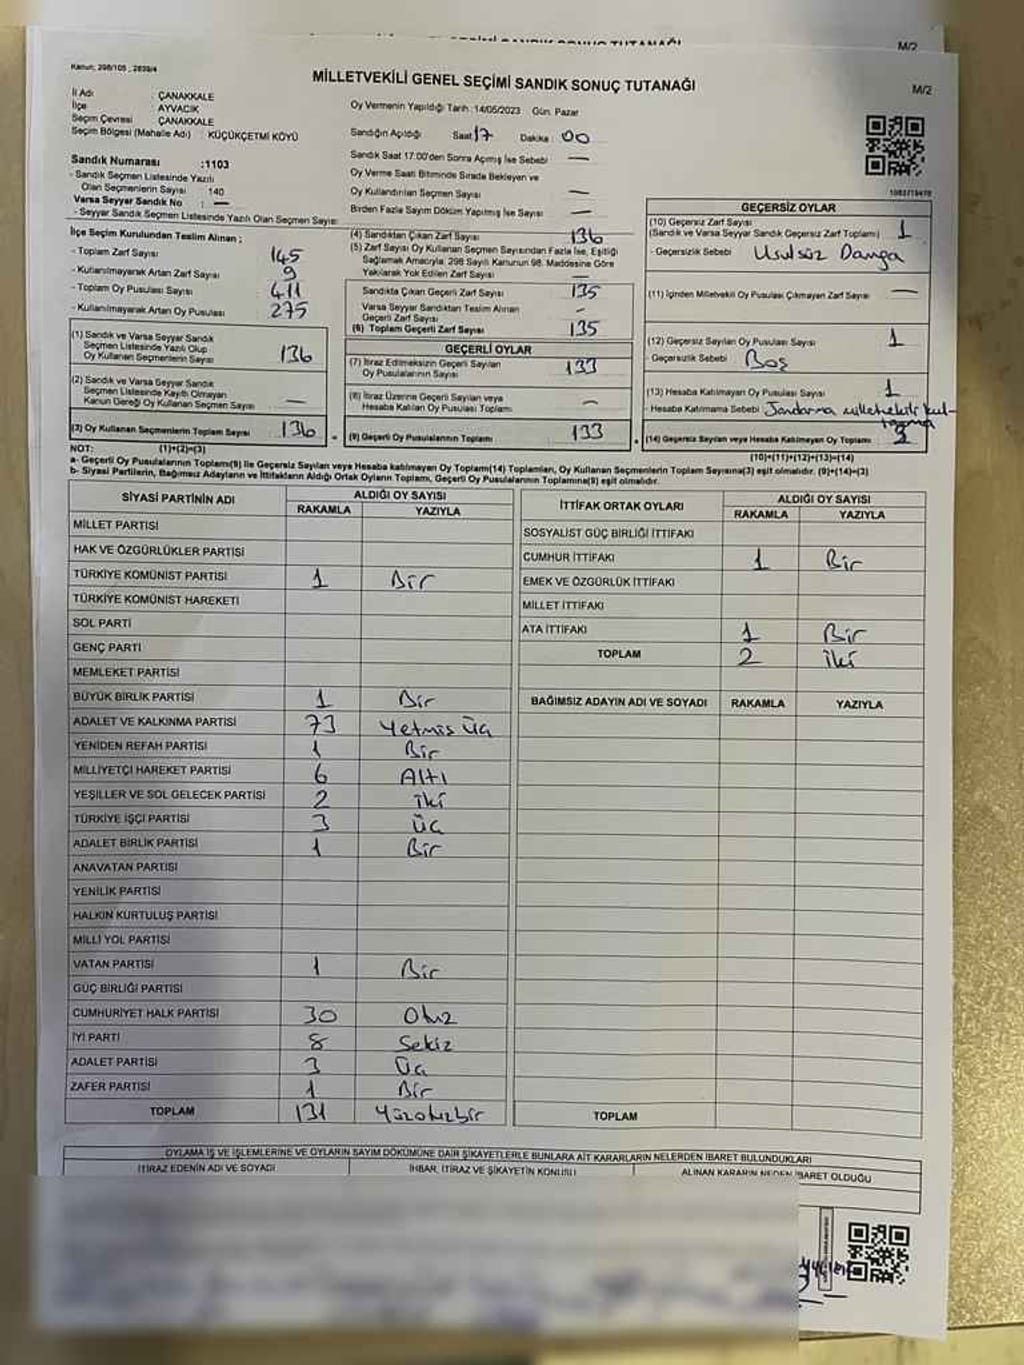 M/2
Kanun: 298/105 , 2839/4
MİLLETVEKİLİ GENEL SEÇİMİ SANDIK SONUÇ TUTANAĞI
M/2
İl Adı ÇANAKKALE
İlçe AYVACIK
Seçim Çevresi ÇANAKKALE
Seçim Bölgesi (Mahalle Adı) : KÜÇÜKÇETMİ KÖYÜ
Sandık Numarası :1103
- Sandık Seçmen Listesinde Yazılı
Olan Seçmenlerin Sayısı 140
Varsa Seyyar Sandık No : —
- Seyyar Sandık Seçmen Listesinde Yazılı Olan Seçmen Sayısı:
Oy Vermenin Yapıldığı Tarih :14/05/2023 Gün: Pazar
Sandığın Açıldığı Saat 17 Dakika : 00
Sandık Saat 17:00'den Sonra Açılmış İse Sebebi —
Oy Verme Saati Bitiminde Sırada Bekleyen ve
Oy Kullandırılan Seçmen Sayısı —
Birden Fazla Sayım Döküm Yapılmış İse Sayısı —
İlçe Seçim Kurulundan Teslim Alınan ;
- Toplam Zarf Sayısı 145
- Kullanılmayarak Artan Zarf Sayısı 9
- Toplam Oy Pusulası Sayısı 411
- Kullanılmayarak Artan Oy Pusulası 275
(1) Sandık ve Varsa Seyyar Sandık
Seçmen Listesinde Yazılı Olup
Oy Kullanan Seçmenlerin Sayısı 136
(2) Sandık ve Varsa Seyyar Sandık
Seçmen Listesinde Kayıtlı Olmayan
Kanun Gereği Oy Kullanan Seçmen Sayısı —
(3) Oy Kullanan Seçmenlerin Toplam Sayısı 136
(1)+(2)=(3)
(4) Sandıktan Çıkan Zarf Sayısı 136
(5) Zarf Sayısı Oy Kullanan Seçmen Sayısından Fazla İse, Eşitliği
Sağlamak Amacıyla, 298 Sayılı Kanunun 98. Maddesine Göre
Yakılarak Yok Edilen Zarf Sayısı —
Sandıkta Çıkan Geçerli Zarf Sayısı 135
Varsa Seyyar Sandıktan Teslim Alınan
Geçerli Zarf Sayısı -
(6) Toplam Geçerli Zarf Sayısı 135
GEÇERLİ OYLAR
(7) İtiraz Edilmeksizin Geçerli Sayılan
Oy Pusulalarının Sayısı 133
(8) İtiraz Üzerine Geçerli Sayılan veya
Hesaba Katılan Oy Pusulası Toplamı —
(9) Geçerli Oy Pusulalarının Toplamı 133
1083779470
GEÇERSİZ OYLAR
(10) Geçersiz Zarf Sayısı
(Sandık ve Varsa Seyyar Sandık Geçersiz Zarf Toplamı) 1
- Geçersizlik Sebebi Usulsüz Damga
(11) İçinden Milletvekili Oy Pusulası Çıkmayan Zarf Sayısı —
(12) Geçersiz Sayılan Oy Pusulası Sayısı 1
- Geçersizlik Sebebi Boş
(13) Hesaba Katılmayan Oy Pusulası Sayısı 1
- Hesaba Katılmama Sebebi Jandarma milletvekili kul-
(14) Geçersiz Sayılan veya Hesaba Katılmayan Oy Toplamı 3
(10)+(11)+(12)+(13)=(14)
NOT:
a- Geçerli Oy Pusulalarının Toplamı(9) ile Geçersiz Sayılan veya Hesaba katılmayan Oy Toplamı(14) Toplamları, Oy Kullanan Seçmenlerin Toplam Sayısına(3) eşit olmalıdır. (9)+(14)=(3)
b- Siyasi Partilerin, Bağımsız Adayların ve İttifakların Aldığı Ortak Oyların Toplamı, Geçerli Oy Pusulalarının Toplamına(9) eşit olmalıdır.
SİYASİ PARTİNİN ADI ALDIĞI OY SAYISI
RAKAMLA YAZIYLA
MİLLET PARTİSİ
HAK VE ÖZGÜRLÜKLER PARTİSİ
TÜRKİYE KOMÜNİST PARTİSİ 1 Bir
TÜRKİYE KOMÜNİST HAREKETİ
SOL PARTİ
GENÇ PARTİ
MEMLEKET PARTİSİ
BÜYÜK BİRLİK PARTİSİ 1 Bir
ADALET VE KALKINMA PARTİSİ 73 Yetmiş üç
YENİDEN REFAH PARTİSİ 1 Bir
MİLLİYETÇİ HAREKET PARTİSİ 6 Altı
YEŞİLLER VE SOL GELECEK PARTİSİ 2 İki
TÜRKİYE İŞÇİ PARTİSİ 3 Üç
ADALET BİRLİK PARTİSİ 1 Bir
ANAVATAN PARTİSİ
YENİLİK PARTİSİ
HALKIN KURTULUŞ PARTİSİ
MİLLİ YOL PARTİSİ
VATAN PARTİSİ 1 Bir
GÜÇ BİRLİĞİ PARTİSİ
CUMHURİYET HALK PARTİSİ 30 Otuz
İYİ PARTİ 8 Sekiz
ADALET PARTİSİ 3 Üç
ZAFER PARTİSİ 1 Bir
TOPLAM 131 Yüzotuzbir
İTTİFAK ORTAK OYLARI ALDIĞI OY SAYISI
RAKAMLA YAZIYLA
SOSYALİST GÜÇ BİRLİĞİ İTTİFAKI
CUMHUR İTTİFAKI 1 Bir
EMEK VE ÖZGÜRLÜK İTTİFAKI
MİLLET İTTİFAKI
ATA İTTİFAKI 1 Bir
TOPLAM 2 İki
BAĞIMSIZ ADAYIN ADI VE SOYADI RAKAMLA YAZIYLA
TOPLAM
OYLAMA İŞ VE İŞLEMLERİNE VE OYLARIN SAYIM DÖKÜMÜNE DAİR ŞİKAYETLERLE BUNLARA AİT KARARLARIN NELERDEN İBARET BULUNDUKLARI
İTİRAZ EDENİN ADI VE SOYADI İHBAR, İTİRAZ VE ŞİKAYETİN KONUSU ALINAN KARARIN NEDEN İBARET OLDUĞU